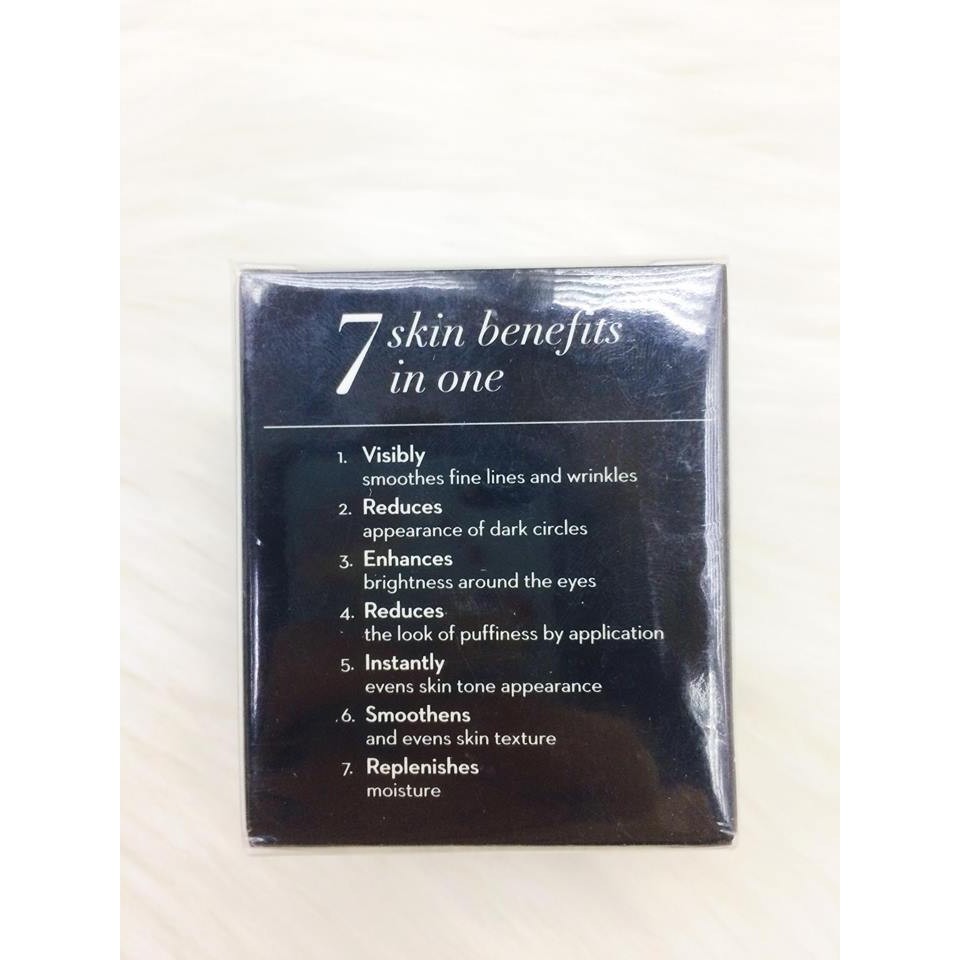 7 skin benefits
in one
1. Visibly
smoothes fine lines and wrinkles
2. Reduces
appearance of dark circles
3. Enhances
brightness around the eyes
4. Reduces
the look of puffiness by application
5. Instantly
evens skin tone appearance
6. Smoothens
and evens skin texture
7. Replenishes
moisture